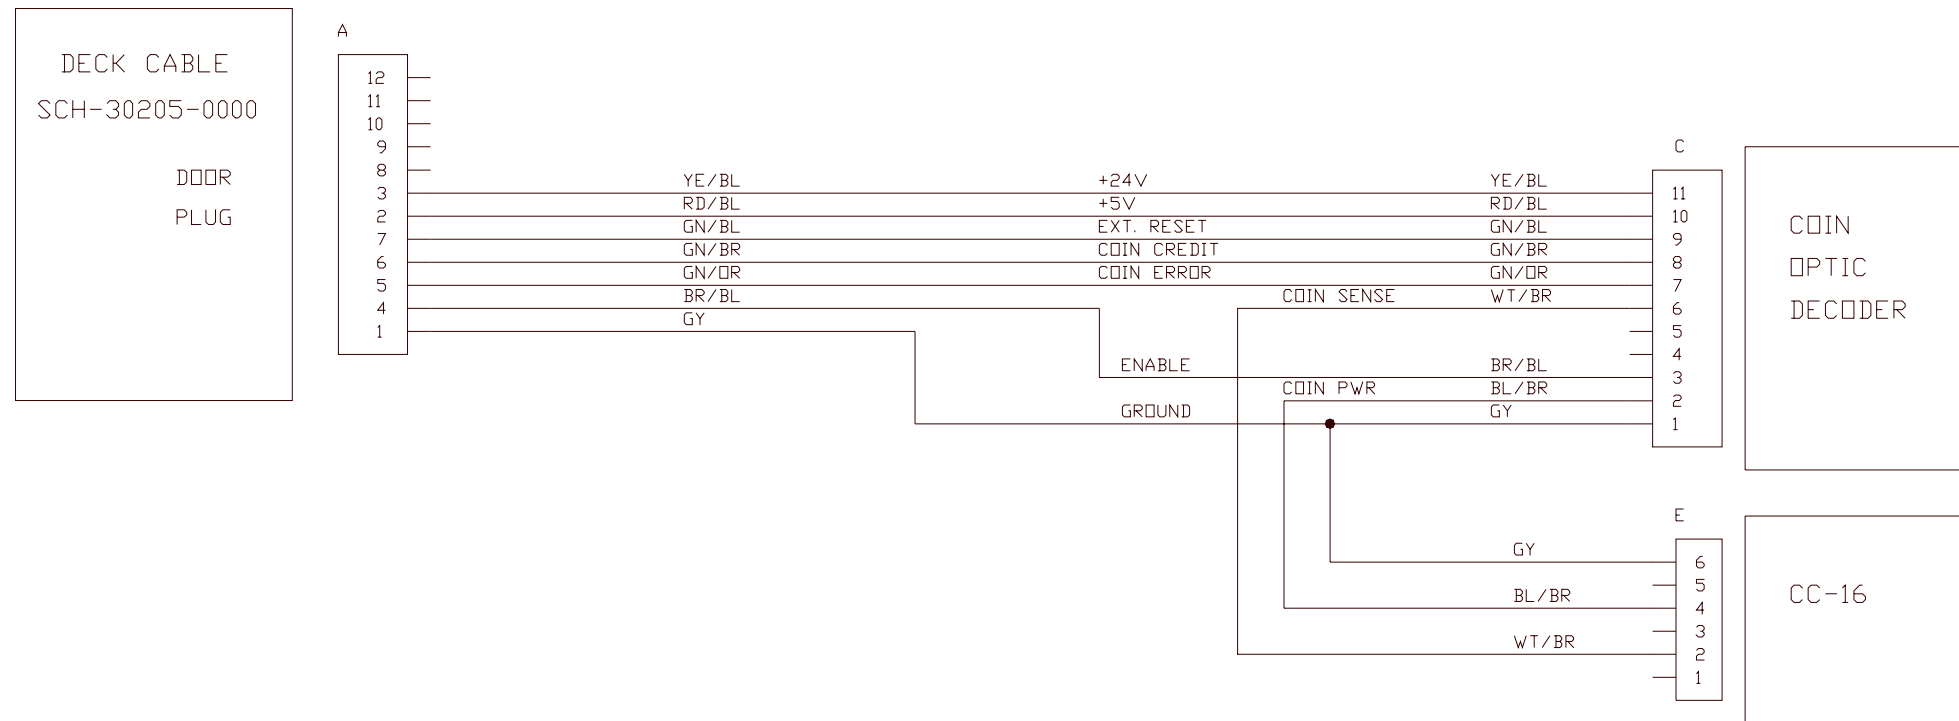 DECK CABLE
SCH-30205-0000
DOOR
PLUG
A
12
11
10
9
8
3
2
7
6
5
4
1
YE/BL +24V YE/BL
RD/BL +5V RD/BL
GN/BL EXT. RESET GN/BL
GN/BR COIN CREDIT GN/BR
GN/OR COIN ERROR GN/OR
BR/BL COIN SENSE WT/BR
GY
ENABLE BR/BL
COIN PWR BL/BR
GROUND GY
C
11
10
9
8
7
6
5
4
3
2
1
COIN
OPTIC
DECODER
GY
BL/BR
WT/BR
E
6
5
4
3
2
1
CC-16